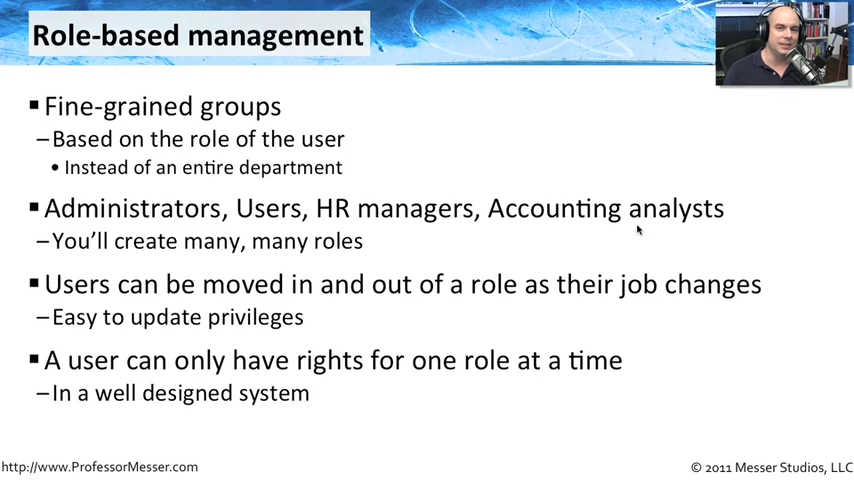 Role-based management
▪ Fine-grained groups
– Based on the role of the user
• Instead of an entire department
▪ Administrators, Users, HR managers, Accounting analysts
– You’ll create many, many roles
▪ Users can be moved in and out of a role as their job changes
– Easy to update privileges
▪ A user can only have rights for one role at a time
– In a well designed system
http://www.ProfessorMesser.com
© 2011 Messer Studios, LLC